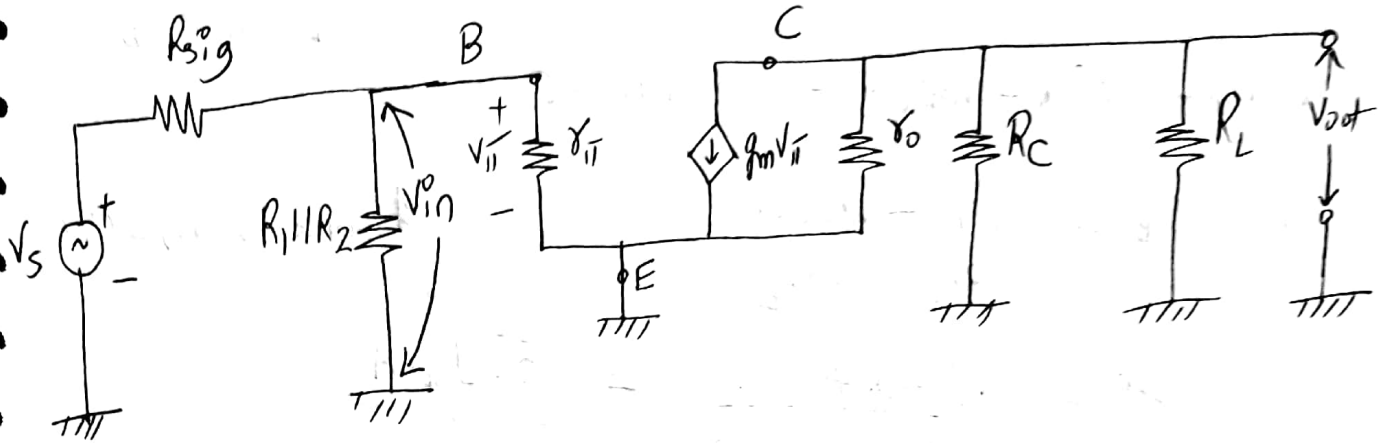 Rsig
B
C
+
Vπ
rπ
-
gmVπ
ro
RC
RL
Vout
Vs
+
-
R1||R2
Vin
E